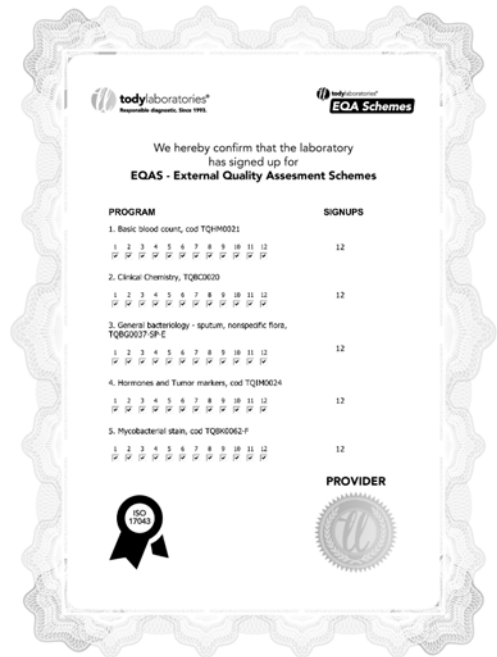 todylaboratories®
Responsible diagnostic. Since 1993.
todylaboratories®
EQA Schemes
We hereby confirm that the laboratory
has signed up for
EQAS - External Quality Assesment Schemes
PROGRAM SIGNUPS
1. Basic blood count, cod TQHM0021
1 2 3 4 5 6 7 8 9 10 11 12
12
2. Clinical Chemistry, TQBC0020
1 2 3 4 5 6 7 8 9 10 11 12
12
3. General bacteriology - sputum, nonspecific flora,
TQBG0037-SP-E
1 2 3 4 5 6 7 8 9 10 11 12
12
4. Hormones and Tumor markers, cod TQIM0024
1 2 3 4 5 6 7 8 9 10 11 12
12
5. Mycobacterial stain, cod TQBK0062-F
1 2 3 4 5 6 7 8 9 10 11 12
12
PROVIDER
ISO
17043